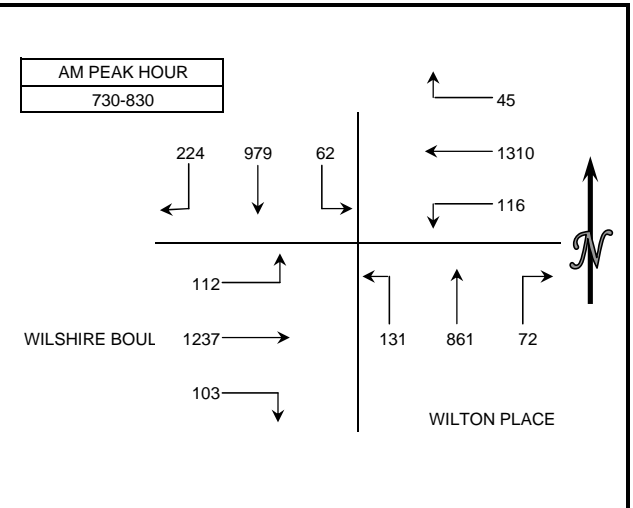 AM PEAK HOUR
730-830
45
224 979 62 1310
116
112
WILSHIRE BOUL 1237 131 861 72
103
WILTON PLACE
N